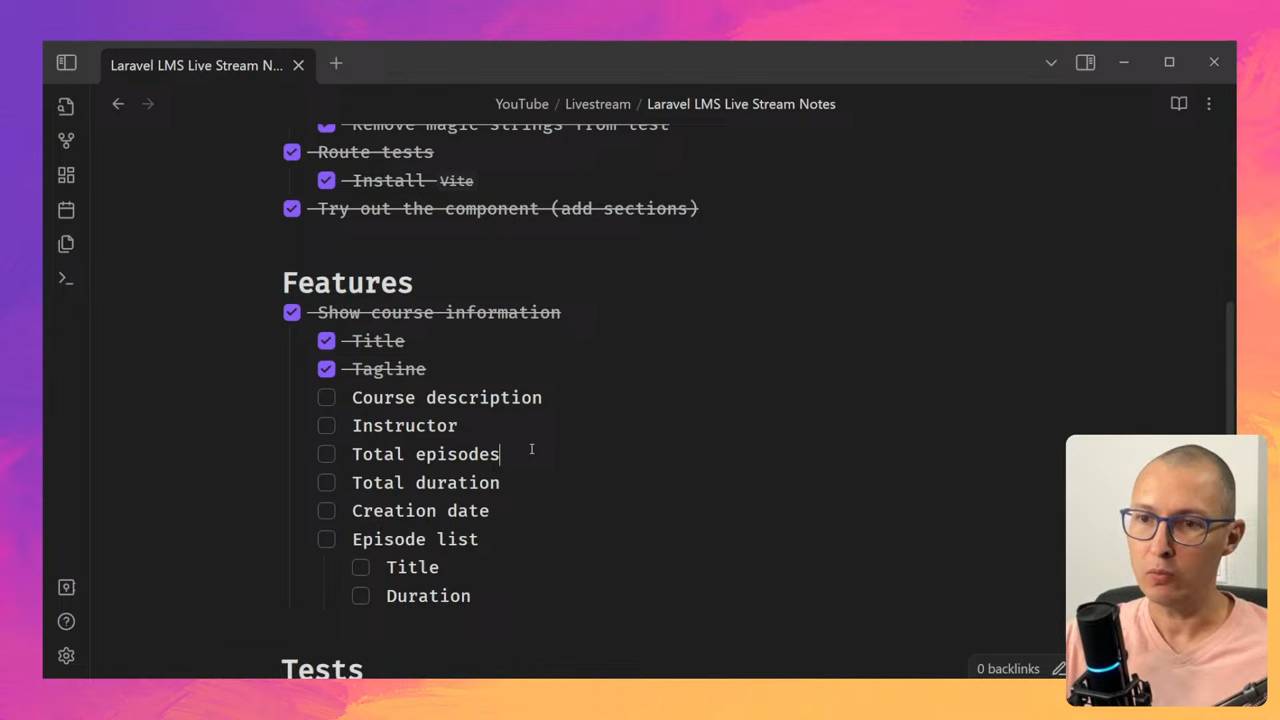 Laravel LMS Live Stream N...
YouTube / Livestream / Laravel LMS Live Stream Notes
Remove magic strings from test
Route tests
Install Vite
Try out the component (add sections)
Features
Show course information
Title
Tagline
Course description
Instructor
Total episodes
Total duration
Creation date
Episode list
Title
Duration
Tests
0 backlinks